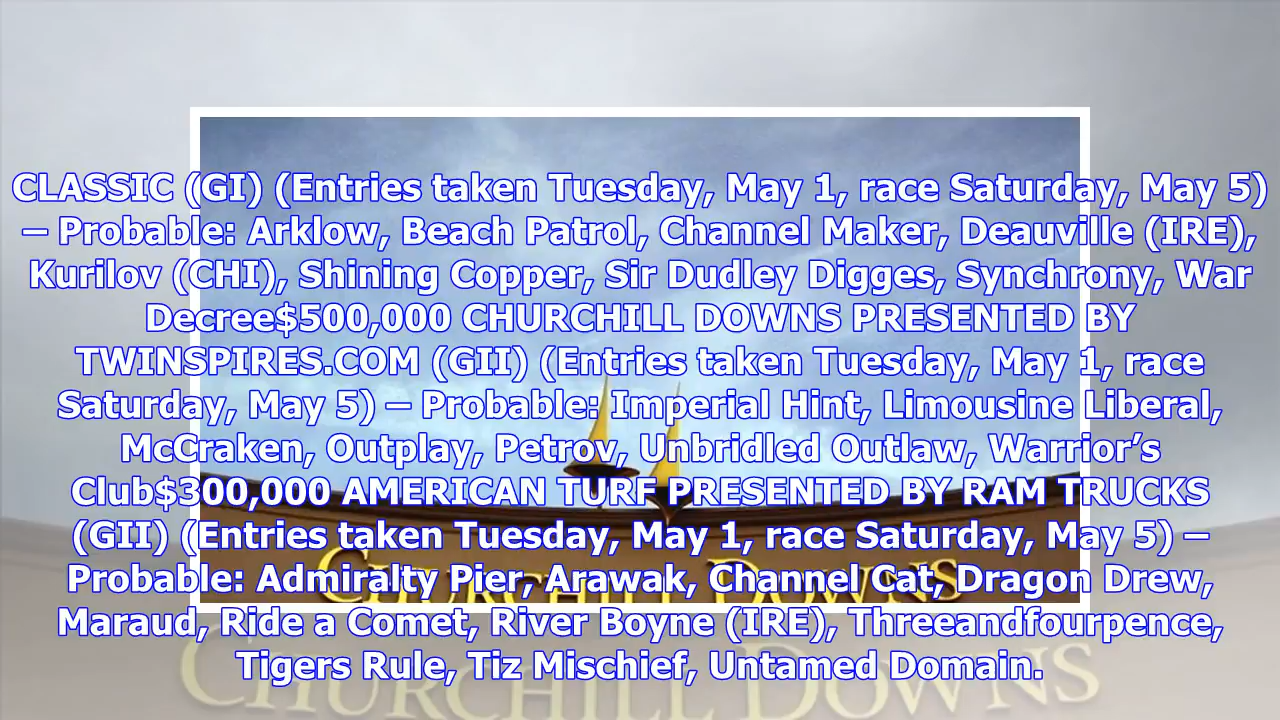 CLASSIC (GI) (Entries taken Tuesday, May 1, race Saturday, May 5)
– Probable: Arklow, Beach Patrol, Channel Maker, Deauville (IRE),
Kurilov (CHI), Shining Copper, Sir Dudley Digges, Synchrony, War
Decree$500,000 CHURCHILL DOWNS PRESENTED BY
TWINSPIRES.COM (GII) (Entries taken Tuesday, May 1, race
Saturday, May 5) – Probable: Imperial Hint, Limousine Liberal,
McCraken, Outplay, Petrov, Unbridled Outlaw, Warrior’s
Club$300,000 AMERICAN TURF PRESENTED BY RAM TRUCKS
(GII) (Entries taken Tuesday, May 1, race Saturday, May 5) –
Probable: Admiralty Pier, Arawak, Channel Cat, Dragon Drew,
Maraud, Ride a Comet, River Boyne (IRE), Threeandfourpence,
Tigers Rule, Tiz Mischief, Untamed Domain.
CHURCHILL DOWNS
CHURCHILL DOWNS